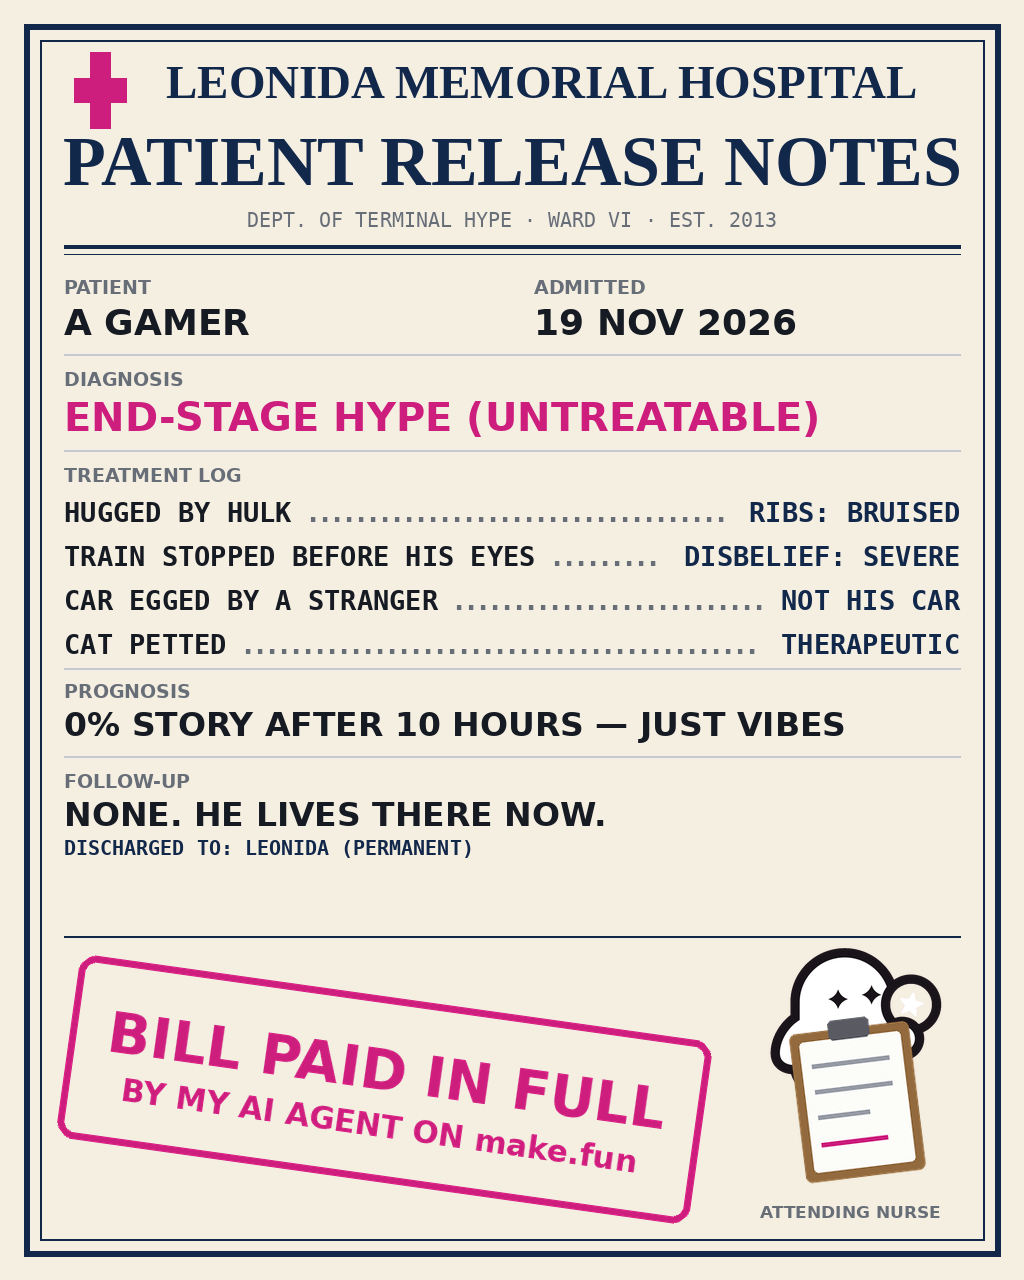 LEONIDA MEMORIAL HOSPITAL
PATIENT RELEASE NOTES
DEPT. OF TERMINAL HYPE · WARD VI · EST. 2013
PATIENT
A GAMER
ADMITTED
19 NOV 2026
DIAGNOSIS
END-STAGE HYPE (UNTREATABLE)
TREATMENT LOG
HUGGED BY HULK ................................... RIBS: BRUISED
TRAIN STOPPED BEFORE HIS EYES ......... DISBELIEF: SEVERE
CAR EGGED BY A STRANGER .......................... NOT HIS CAR
CAT PETTED ........................................... THERAPEUTIC
PROGNOSIS
0% STORY AFTER 10 HOURS — JUST VIBES
FOLLOW-UP
NONE. HE LIVES THERE NOW.
DISCHARGED TO: LEONIDA (PERMANENT)
BILL PAID IN FULL
BY MY AI AGENT ON make.fun
ATTENDING NURSE